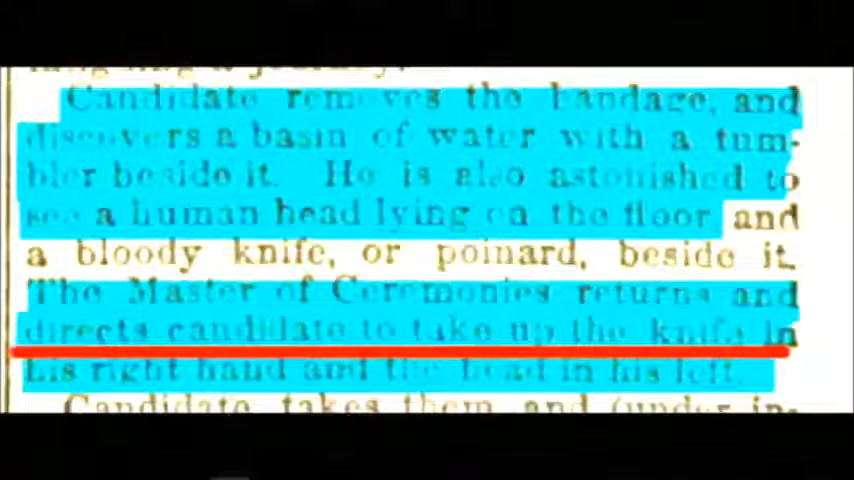 Candidate removes the bandage, and
discovers a basin of water with a tum-
bler beside it. He is also astonished to
see a human head lying on the floor and
a bloody knife, or poinard, beside it.
The Master of Ceremonies returns and
directs candidate to take up the knife in
his right hand and the head in his left.
Candidate takes them and (under in-